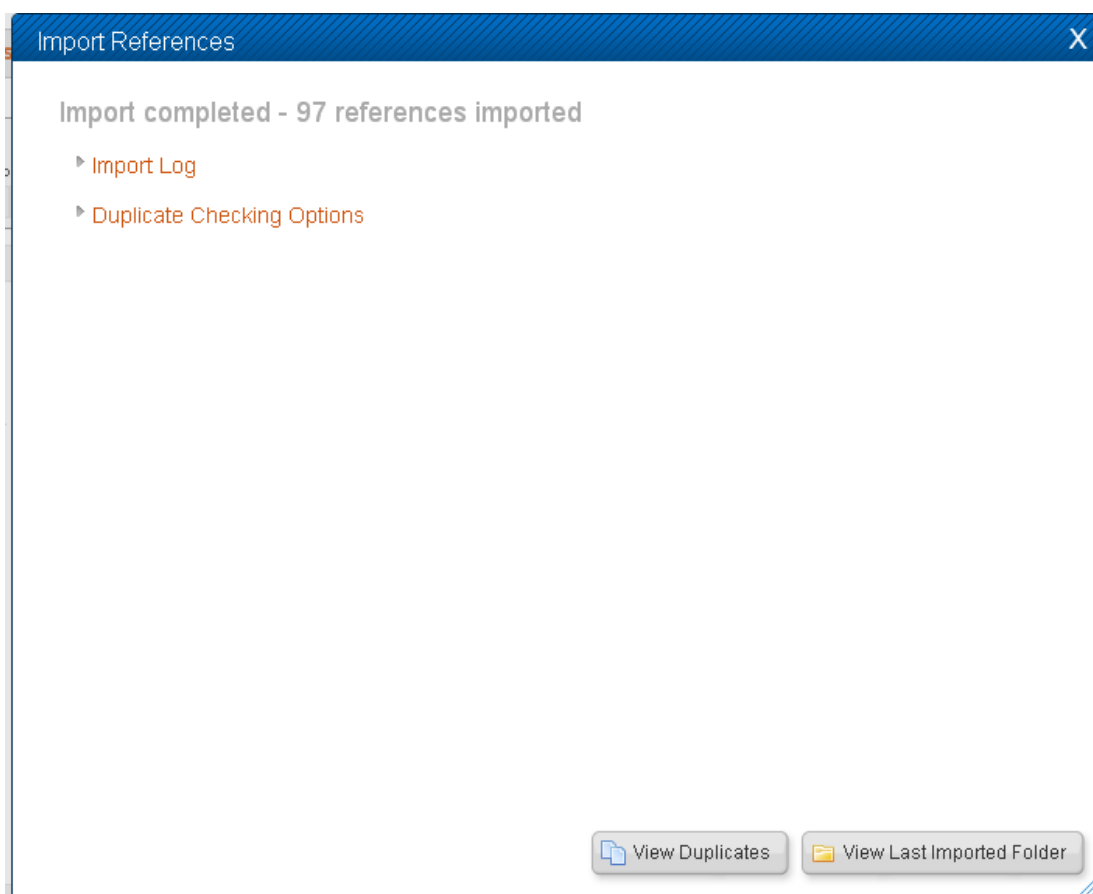 Import References X
Import completed - 97 references imported
Import Log
Duplicate Checking Options
View Duplicates View Last Imported Folder